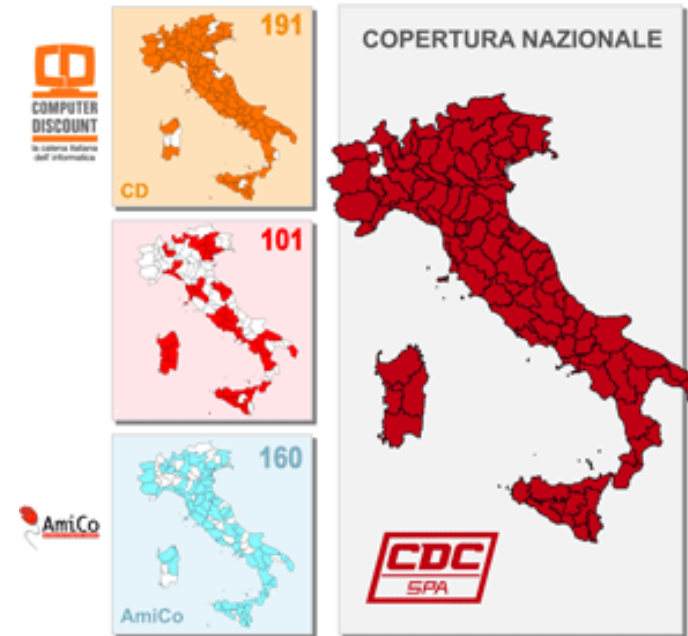 COMPUTER
DISCOUNT
la catena italiana
dell' informatica
191
CD
101
AmiCo
160
AmiCo
COPERTURA NAZIONALE
CDC
SPA